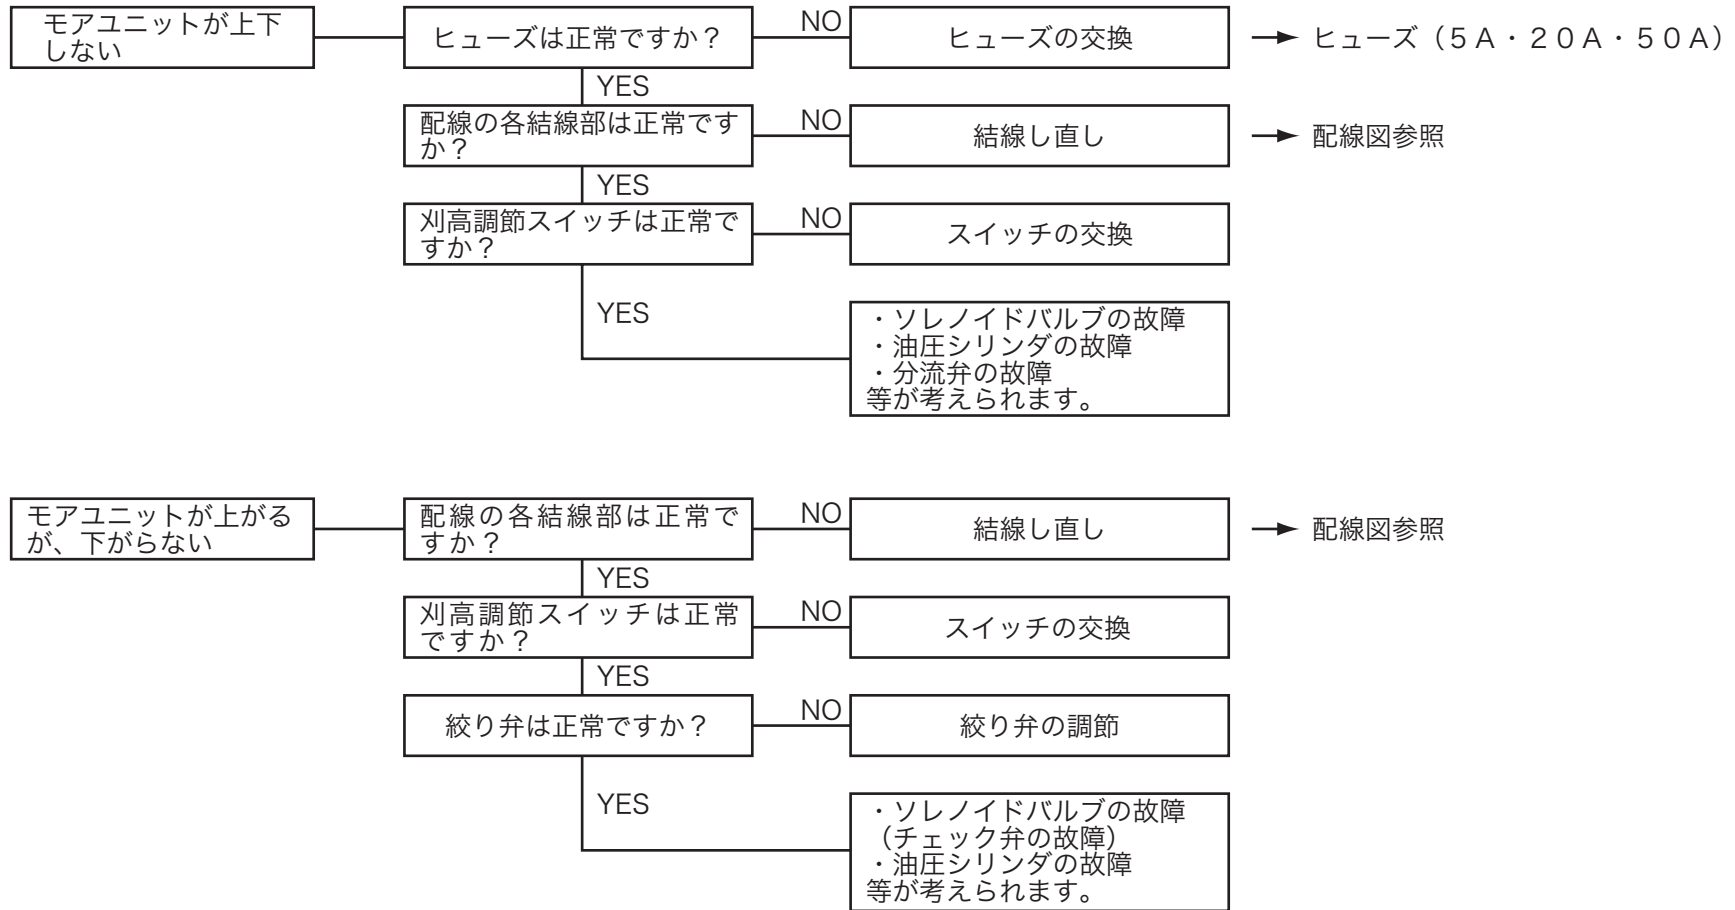 モアユニットが上下
しない
ヒューズは正常ですか？
NO
ヒューズの交換
ヒューズ（５Ａ・２０Ａ・５０Ａ）
YES
配線の各結線部は正常です
か？
NO
結線し直し
配線図参照
YES
刈高調節スイッチは正常で
すか？
NO
スイッチの交換
YES
・ソレノイドバルブの故障
・油圧シリンダの故障
・分流弁の故障
等が考えられます。
モアユニットが上がる
が、下がらない
配線の各結線部は正常で
すか？
NO
結線し直し
配線図参照
YES
刈高調節スイッチは正常
ですか？
NO
スイッチの交換
YES
絞り弁は正常ですか？
NO
絞り弁の調節
YES
・ソレノイドバルブの故障
（チェック弁の故障）
・油圧シリンダの故障
等が考えられます。